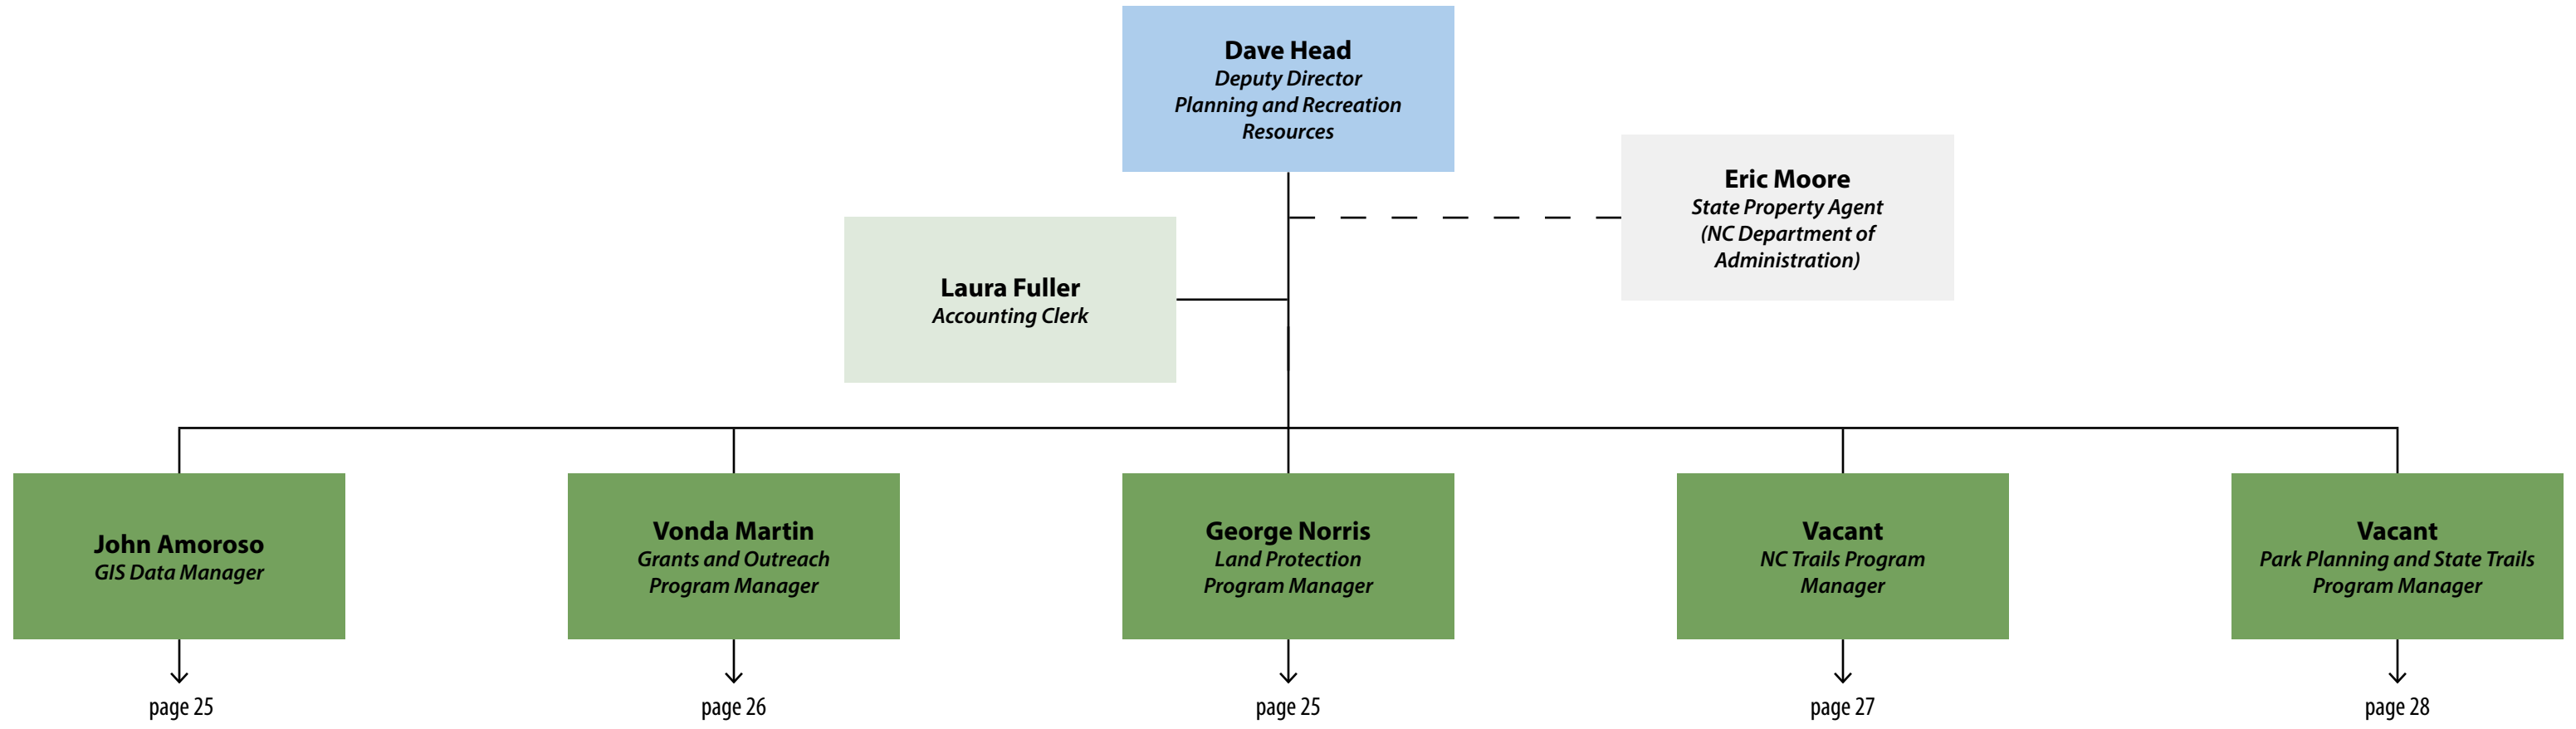 Dave Head
Deputy Director
Planning and Recreation
Resources
Eric Moore
State Property Agent
(NC Department of
Administration)
Laura Fuller
Accounting Clerk
John Amoroso
GIS Data Manager
Vonda Martin
Grants and Outreach
Program Manager
George Norris
Land Protection
Program Manager
Vacant
NC Trails Program
Manager
Vacant
Park Planning and State Trails
Program Manager
page 25
page 26
page 25
page 27
page 28